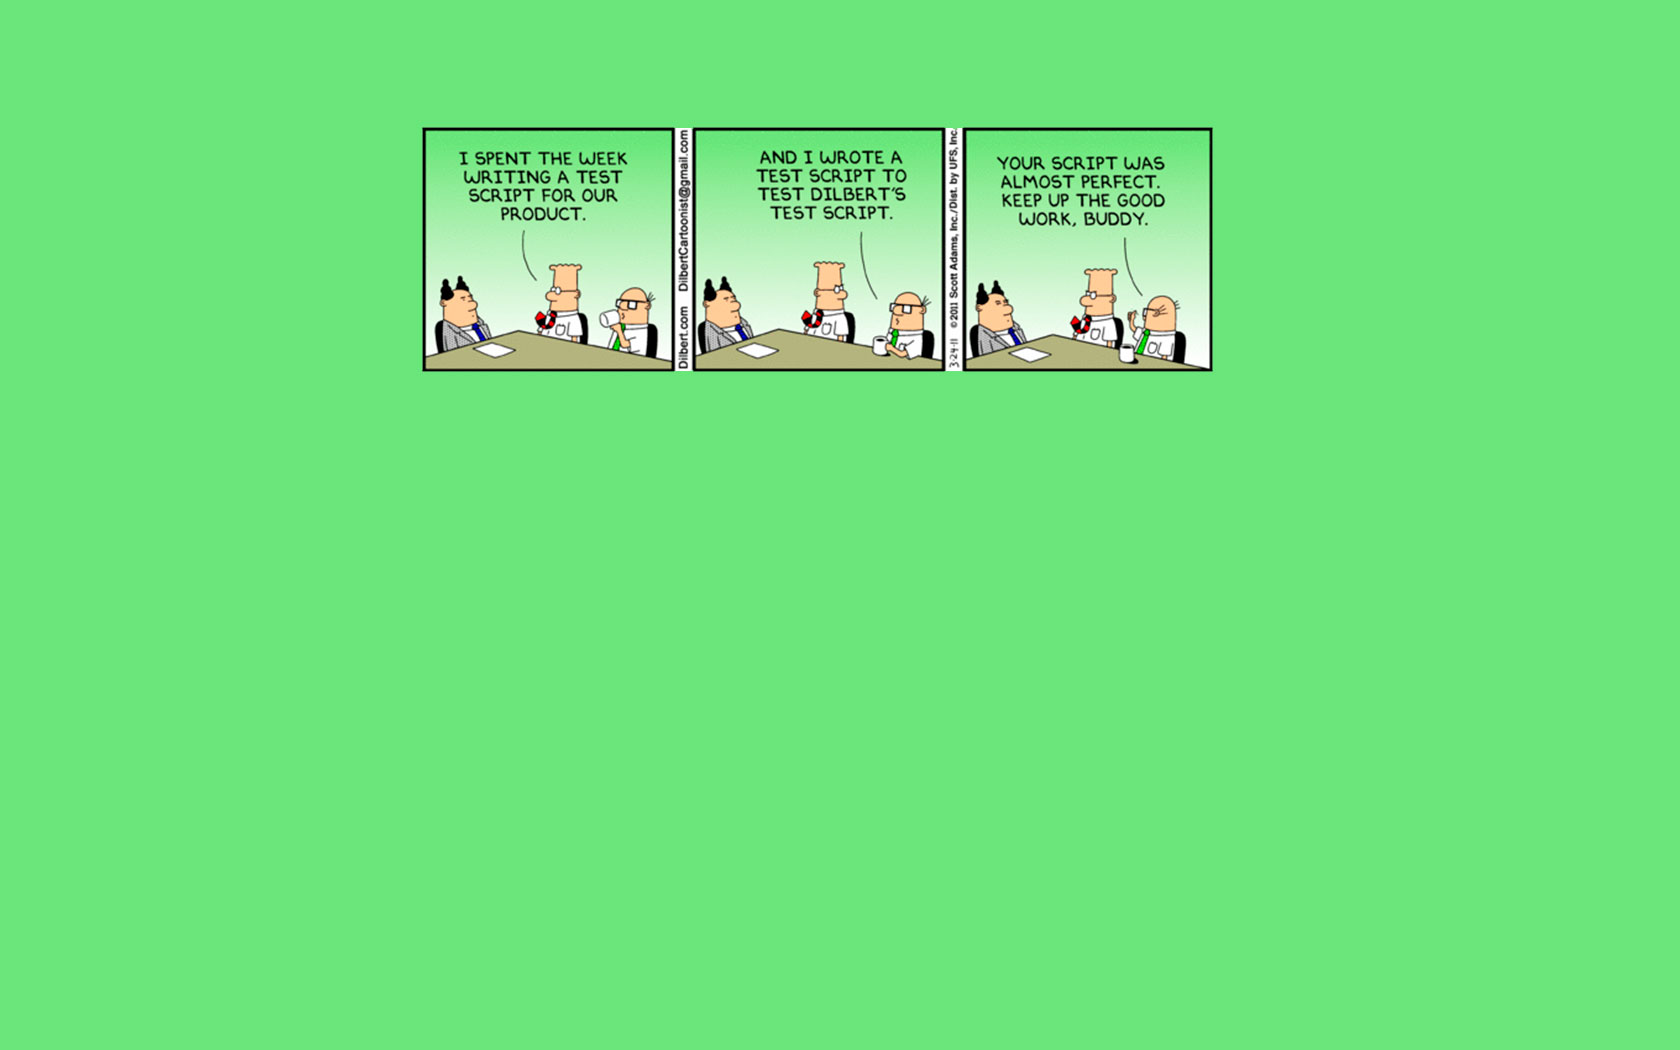 I SPENT THE WEEK
WRITING A TEST
SCRIPT FOR OUR
PRODUCT.
Dilbert.com DilbertCartoonist@gmail.com
AND I WROTE A
TEST SCRIPT TO
TEST DILBERT'S
TEST SCRIPT.
3-24-11 ©2011 Scott Adams, Inc./Dist. by UFS, Inc.
YOUR SCRIPT WAS
ALMOST PERFECT.
KEEP UP THE GOOD
WORK, BUDDY.